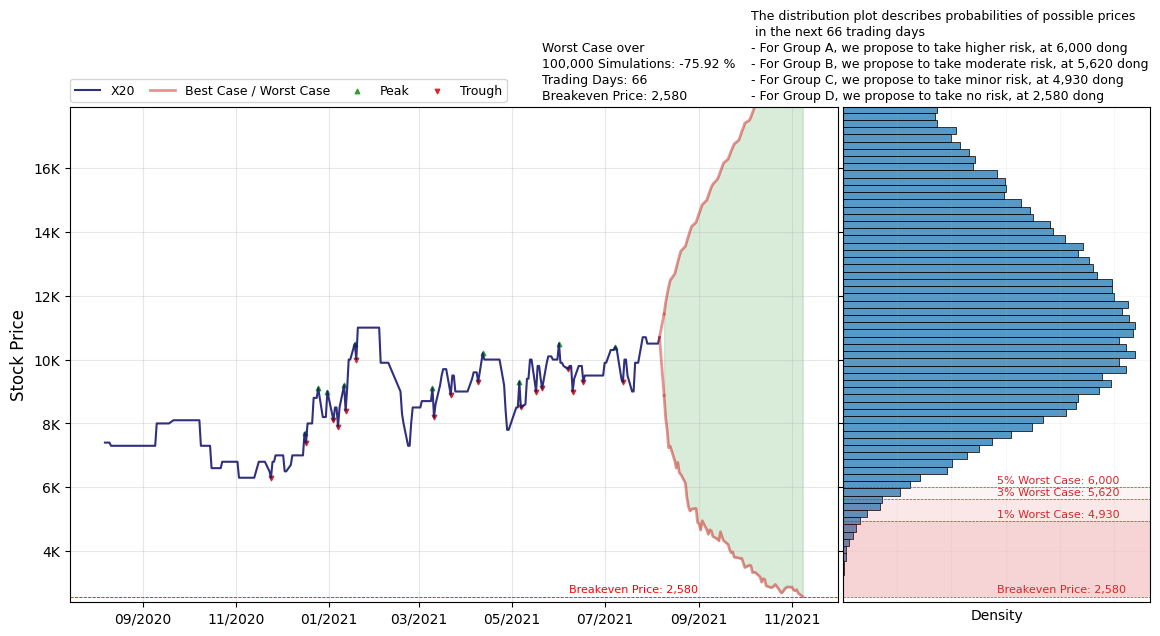 The distribution plot describes probabilities of possible prices
in the next 66 trading days
- For Group A, we propose to take higher risk, at 6,000 dong
- For Group B, we propose to take moderate risk, at 5,620 dong
- For Group C, we propose to take minor risk, at 4,930 dong
- For Group D, we propose to take no risk, at 2,580 dong
Worst Case over
100,000 Simulations: -75.92 %
Trading Days: 66
Breakeven Price: 2,580
X20
Best Case / Worst Case
Peak
Trough
Stock Price
16K
14K
12K
10K
8K
6K
4K
Breakeven Price: 2,580
09/2020
11/2020
01/2021
03/2021
05/2021
07/2021
09/2021
11/2021
5% Worst Case: 6,000
3% Worst Case: 5,620
1% Worst Case: 4,930
Breakeven Price: 2,580
Density